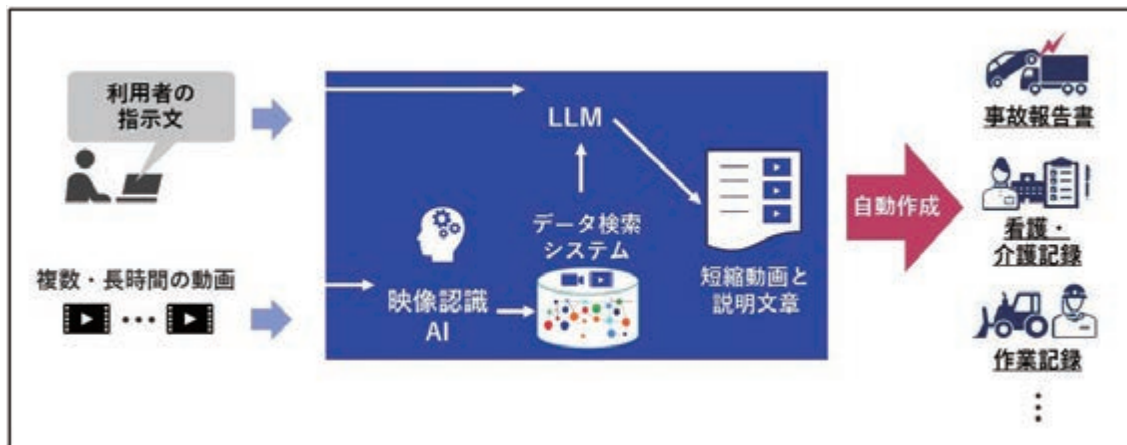 利用者の
指示文
複数・長時間の動画
…
LLM
データ検索
システム
映像認識
AI
短縮動画と
説明文章
自動作成
事故報告書
看護・
介護記録
作業記録
⋮